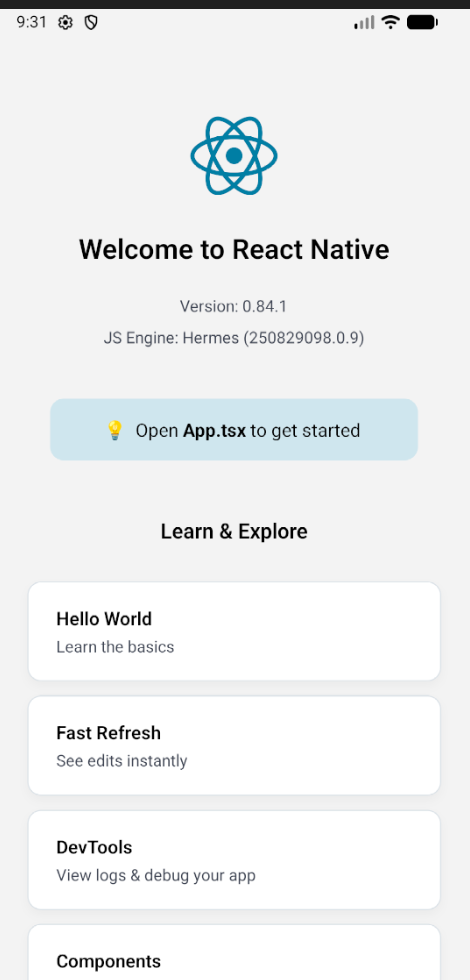 9:31
Welcome to React Native
Version: 0.84.1
JS Engine: Hermes (250829098.0.9)
💡 Open App.tsx to get started
Learn & Explore
Hello World
Learn the basics
Fast Refresh
See edits instantly
DevTools
View logs & debug your app
Components